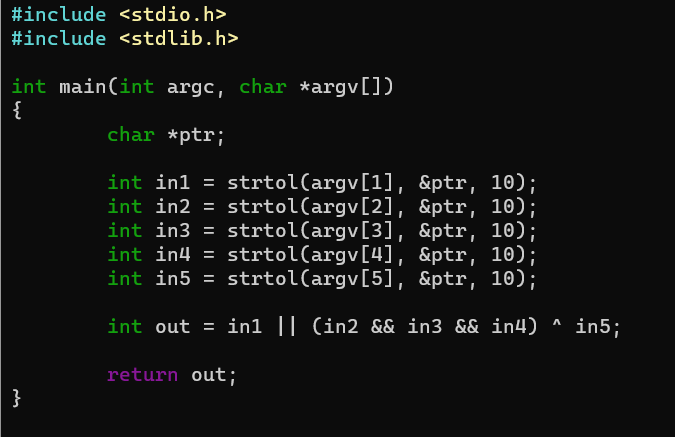 #include <stdio.h>
#include <stdlib.h>
int main(int argc, char *argv[])
{
char *ptr;
int in1 = strtol(argv[1], &ptr, 10);
int in2 = strtol(argv[2], &ptr, 10);
int in3 = strtol(argv[3], &ptr, 10);
int in4 = strtol(argv[4], &ptr, 10);
int in5 = strtol(argv[5], &ptr, 10);
int out = in1 || (in2 && in3 && in4) ^ in5;
return out;
}